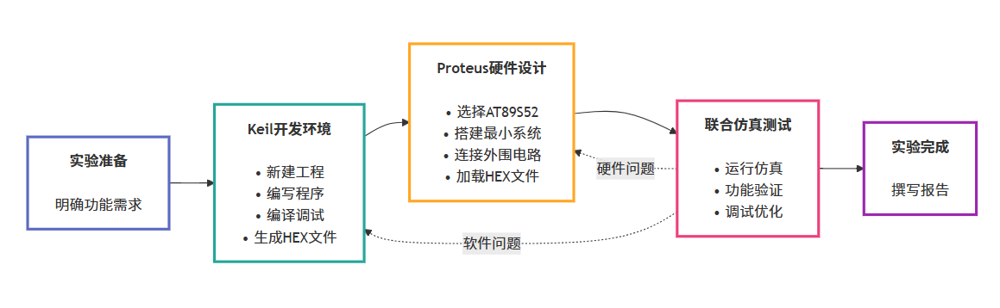 实验准备
明确功能需求
Keil开发环境
• 新建工程
• 编写程序
• 编译调试
• 生成HEX文件
Proteus硬件设计
• 选择AT89S52
• 搭建最小系统
• 连接外围电路
• 加载HEX文件
硬件问题
软件问题
联合仿真测试
• 运行仿真
• 功能验证
• 调试优化
实验完成
撰写报告